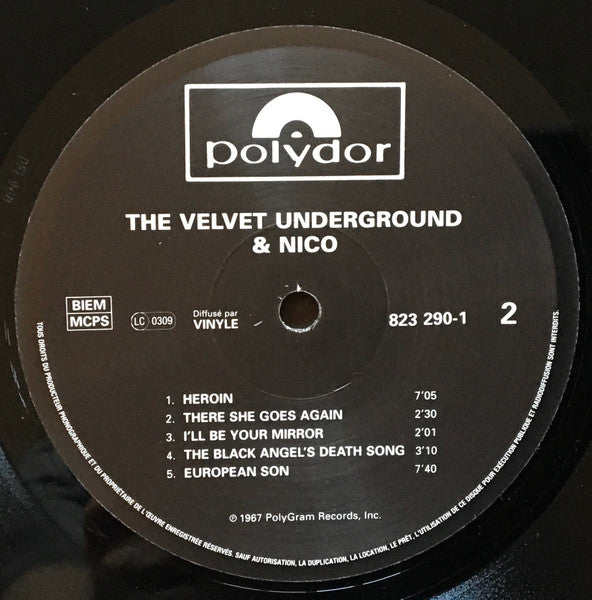 polydor
THE VELVET UNDERGROUND
& NICO
BIEM
MCPS
LC 0309
Diffusé par
VINYLE
823 290-1
2
1. HEROIN 7'05
2. THERE SHE GOES AGAIN 2'30
3. I'LL BE YOUR MIRROR 2'01
4. THE BLACK ANGEL'S DEATH SONG 3'10
5. EUROPEAN SON 7'40
℗ 1967 PolyGram Records, Inc.
TOUS DROITS DU PRODUCTEUR PHONOGRAPHIQUE ET DU PROPRIETAIRE DE L'ŒUVRE ENREGISTREE RÉSERVÉS. SAUF AUTORISATION, LA DUPLICATION, LA LOCATION, LE PRÊT, L'UTILISATION DE CE DISQUE POUR EXÉCUTION PUBLIQUE ET RADIODIFFUSION SONT INTERDITS.